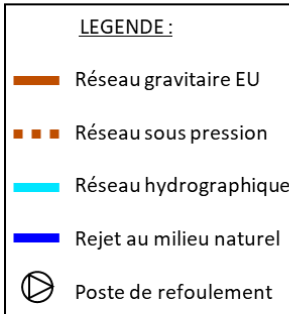 LEGENDE :
Réseau gravitaire EU
Réseau sous pression
Réseau hydrographique
Rejet au milieu naturel
Poste de refoulement